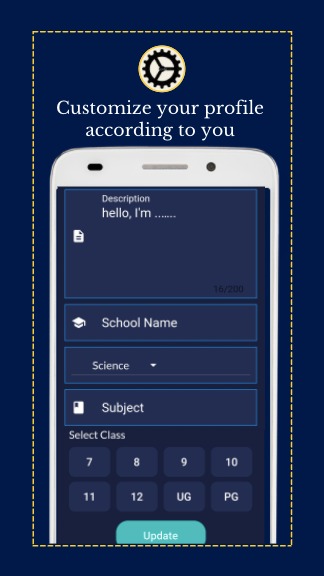 Customize your profile
according to you
Description
hello, I'm .......
16/200
School Name
Science
Subject
Select Class
7 8 9 10
11 12 UG PG
Update